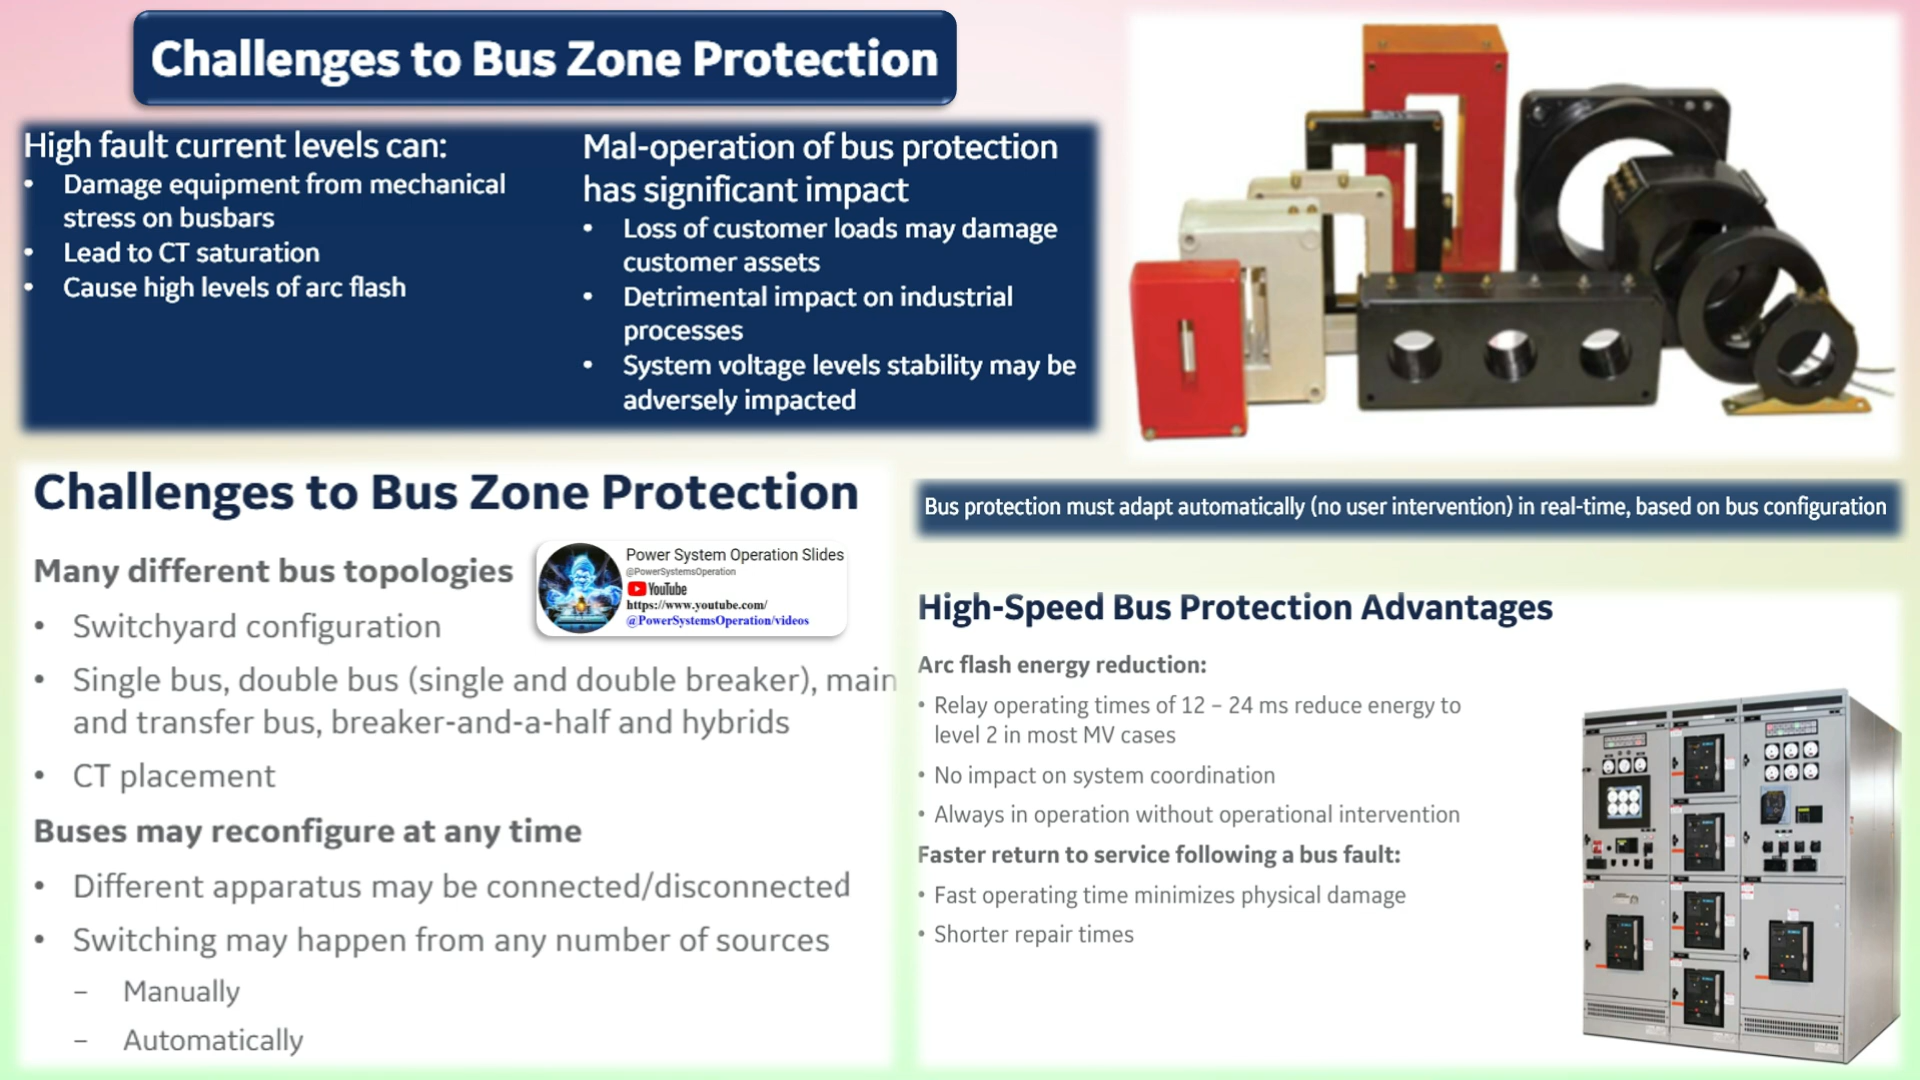 Challenges to Bus Zone Protection
High fault current levels can:
• Damage equipment from mechanical
stress on busbars
• Lead to CT saturation
• Cause high levels of arc flash
Mal-operation of bus protection
has significant impact
• Loss of customer loads may damage
customer assets
• Detrimental impact on industrial
processes
• System voltage levels stability may be
adversely impacted
Challenges to Bus Zone Protection
Many different bus topologies
• Switchyard configuration
• Single bus, double bus (single and double breaker), main
and transfer bus, breaker-and-a-half and hybrids
• CT placement
Buses may reconfigure at any time
• Different apparatus may be connected/disconnected
• Switching may happen from any number of sources
– Manually
– Automatically
Power System Operation Slides
@PowerSystemsOperation
YouTube
https://www.youtube.com/
@PowerSystemsOperation/videos
Bus protection must adapt automatically (no user intervention) in real-time, based on bus configuration
High-Speed Bus Protection Advantages
Arc flash energy reduction:
• Relay operating times of 12 – 24 ms reduce energy to
level 2 in most MV cases
• No impact on system coordination
• Always in operation without operational intervention
Faster return to service following a bus fault:
• Fast operating time minimizes physical damage
• Shorter repair times